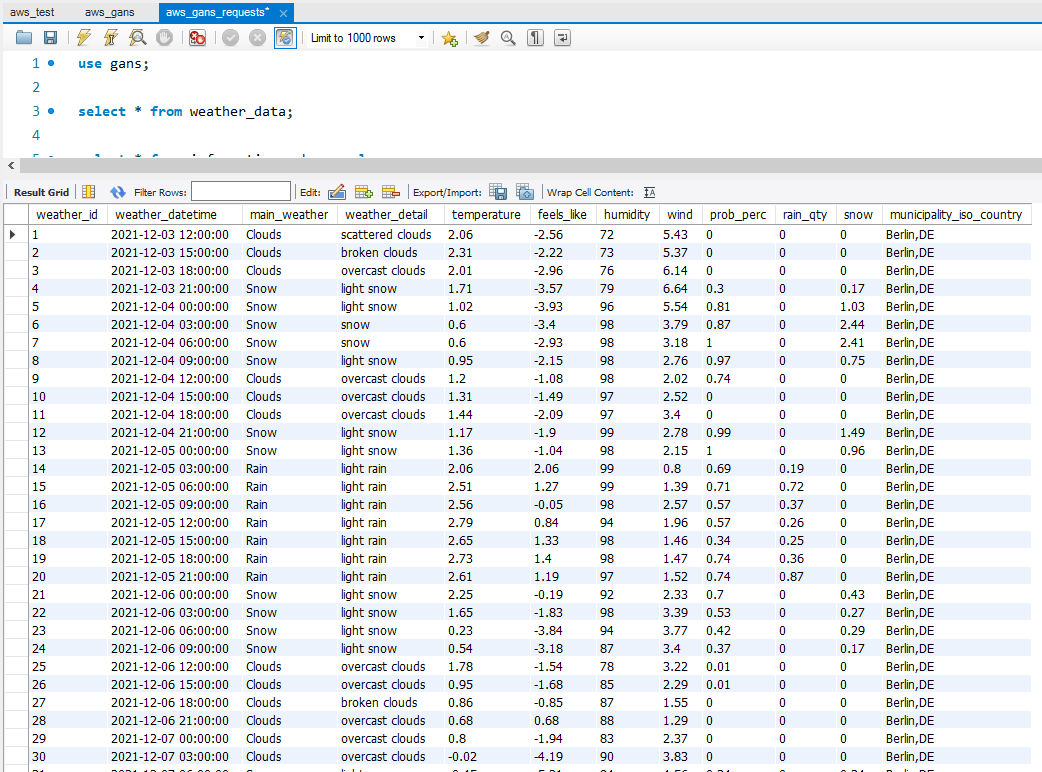 aws_test aws_gans aws_gans_requests*
Limit to 1000 rows
1 use gans;
2
3 select * from weather_data;
4
Result Grid Filter Rows: Edit: Export/Import: Wrap Cell Content:
weather_id weather_datetime main_weather weather_detail temperature feels_like humidity wind prob_perc rain_qty snow municipality_iso_country
1 2021-12-03 12:00:00 Clouds scattered clouds 2.06 -2.56 72 5.43 0 0 0 Berlin,DE
2 2021-12-03 15:00:00 Clouds broken clouds 2.31 -2.22 73 5.37 0 0 0 Berlin,DE
3 2021-12-03 18:00:00 Clouds overcast clouds 2.01 -2.96 76 6.14 0 0 0 Berlin,DE
4 2021-12-03 21:00:00 Snow light snow 1.71 -3.57 79 6.64 0.3 0 0.17 Berlin,DE
5 2021-12-04 00:00:00 Snow light snow 1.02 -3.93 96 5.54 0.81 0 1.03 Berlin,DE
6 2021-12-04 03:00:00 Snow snow 0.6 -3.4 98 3.79 0.87 0 2.44 Berlin,DE
7 2021-12-04 06:00:00 Snow snow 0.6 -2.93 98 3.18 1 0 2.41 Berlin,DE
8 2021-12-04 09:00:00 Snow light snow 0.95 -2.15 98 2.76 0.97 0 0.75 Berlin,DE
9 2021-12-04 12:00:00 Clouds overcast clouds 1.2 -1.08 98 2.02 0.74 0 0 Berlin,DE
10 2021-12-04 15:00:00 Clouds overcast clouds 1.31 -1.49 97 2.52 0 0 0 Berlin,DE
11 2021-12-04 18:00:00 Clouds overcast clouds 1.44 -2.09 97 3.4 0 0 0 Berlin,DE
12 2021-12-04 21:00:00 Snow light snow 1.17 -1.9 99 2.78 0.99 0 1.49 Berlin,DE
13 2021-12-05 00:00:00 Snow light snow 1.36 -1.04 98 2.15 1 0 0.96 Berlin,DE
14 2021-12-05 03:00:00 Rain light rain 2.06 2.06 99 0.8 0.69 0.19 0 Berlin,DE
15 2021-12-05 06:00:00 Rain light rain 2.51 1.27 99 1.39 0.71 0.72 0 Berlin,DE
16 2021-12-05 09:00:00 Rain light rain 2.56 -0.05 98 2.57 0.57 0.37 0 Berlin,DE
17 2021-12-05 12:00:00 Rain light rain 2.79 0.84 94 1.96 0.57 0.26 0 Berlin,DE
18 2021-12-05 15:00:00 Rain light rain 2.65 1.33 98 1.46 0.34 0.25 0 Berlin,DE
19 2021-12-05 18:00:00 Rain light rain 2.73 1.4 98 1.47 0.74 0.36 0 Berlin,DE
20 2021-12-05 21:00:00 Rain light rain 2.61 1.19 97 1.52 0.74 0.87 0 Berlin,DE
21 2021-12-06 00:00:00 Snow light snow 2.25 -0.19 92 2.33 0.7 0 0.43 Berlin,DE
22 2021-12-06 03:00:00 Snow light snow 1.65 -1.83 98 3.39 0.53 0 0.27 Berlin,DE
23 2021-12-06 06:00:00 Snow light snow 0.23 -3.84 94 3.77 0.42 0 0.29 Berlin,DE
24 2021-12-06 09:00:00 Snow light snow 0.54 -3.18 87 3.4 0.37 0 0.17 Berlin,DE
25 2021-12-06 12:00:00 Clouds overcast clouds 1.78 -1.54 78 3.22 0.01 0 0 Berlin,DE
26 2021-12-06 15:00:00 Clouds overcast clouds 0.95 -1.68 85 2.29 0.01 0 0 Berlin,DE
27 2021-12-06 18:00:00 Clouds broken clouds 0.86 -0.85 87 1.55 0 0 0 Berlin,DE
28 2021-12-06 21:00:00 Clouds overcast clouds 0.68 0.68 88 1.29 0 0 0 Berlin,DE
29 2021-12-07 00:00:00 Clouds overcast clouds 0.8 -1.94 83 2.37 0 0 0 Berlin,DE
30 2021-12-07 03:00:00 Clouds overcast clouds -0.02 -4.19 90 3.83 0 0 0 Berlin,DE